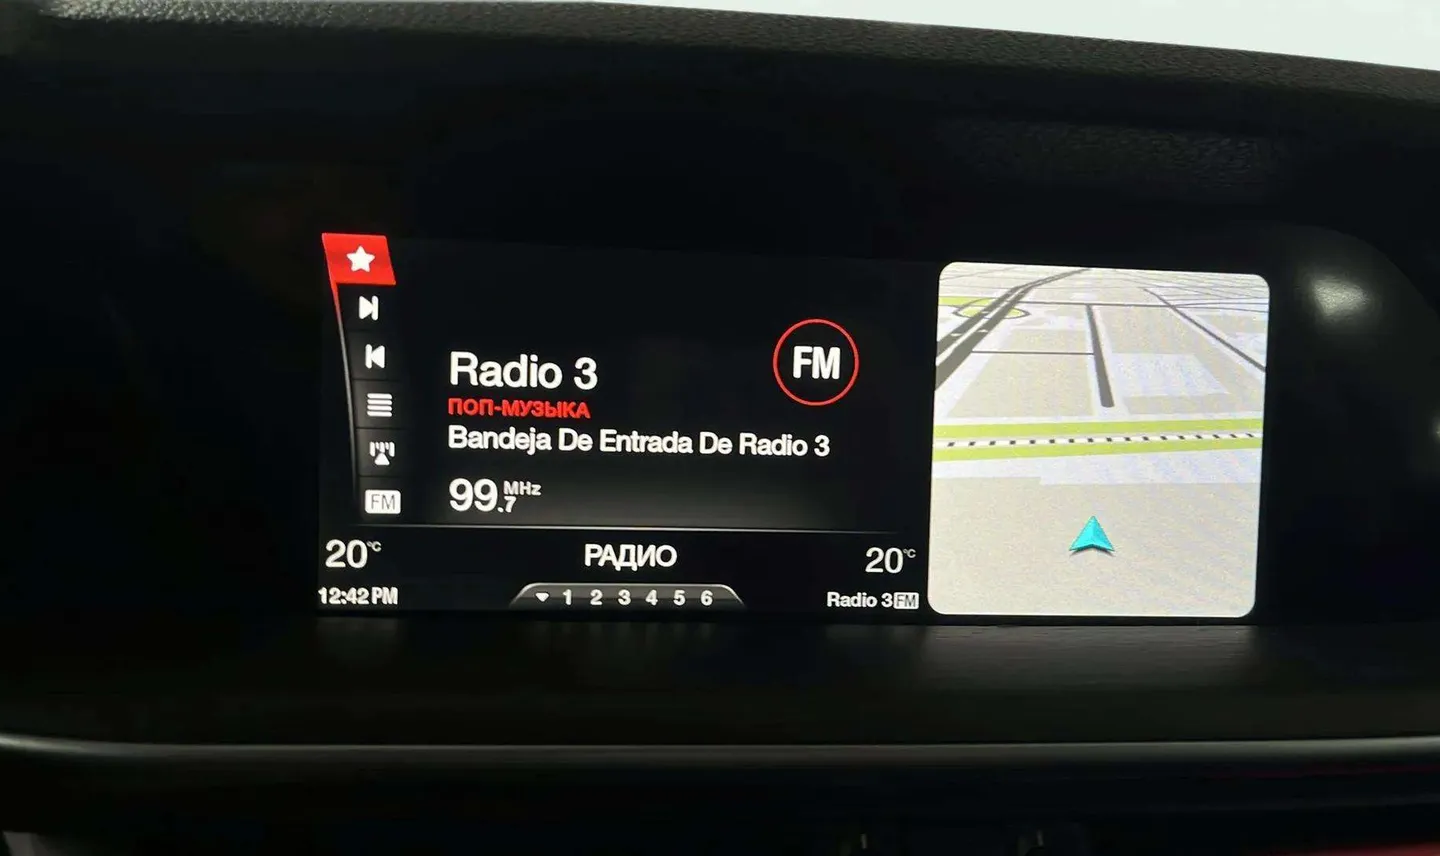 Radio 3
FM
ПОП-МУЗЫКА
Bandeja De Entrada De Radio 3
99.7 MHz
FM
20°C
РАДИО
20°C
12:42 PM
1 2 3 4 5 6
Radio 3 FM